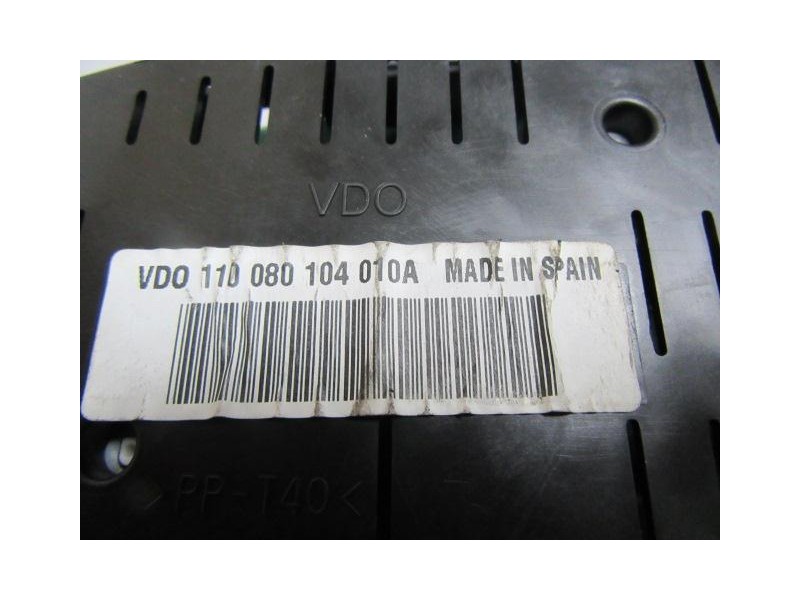 VDO
VDO 110 080 104 010A MADE IN SPAIN
>PP-T40<